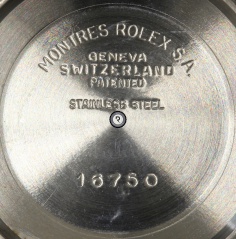 MONTRES ROLEX S.A.
GENEVA
SWITZERLAND
PATENTED
STAINLESS STEEL
16750